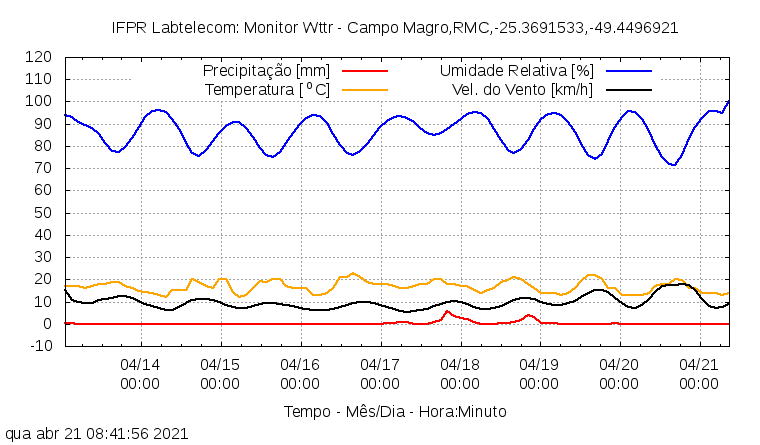 IFPR Labtelecom: Monitor Wttr - Campo Magro,RMC,-25.3691533,-49.4496921
120
110
100
90
80
70
60
50
40
30
20
10
0
-10
Precipitação [mm]
Temperatura [⁰C]
Umidade Relativa [%]
Vel. do Vento [km/h]
04/14 04/15 04/16 04/17 04/18 04/19 04/20 04/21
00:00 00:00 00:00 00:00 00:00 00:00 00:00 00:00
Tempo - Mês/Dia - Hora:Minuto
qua abr 21 08:41:56 2021